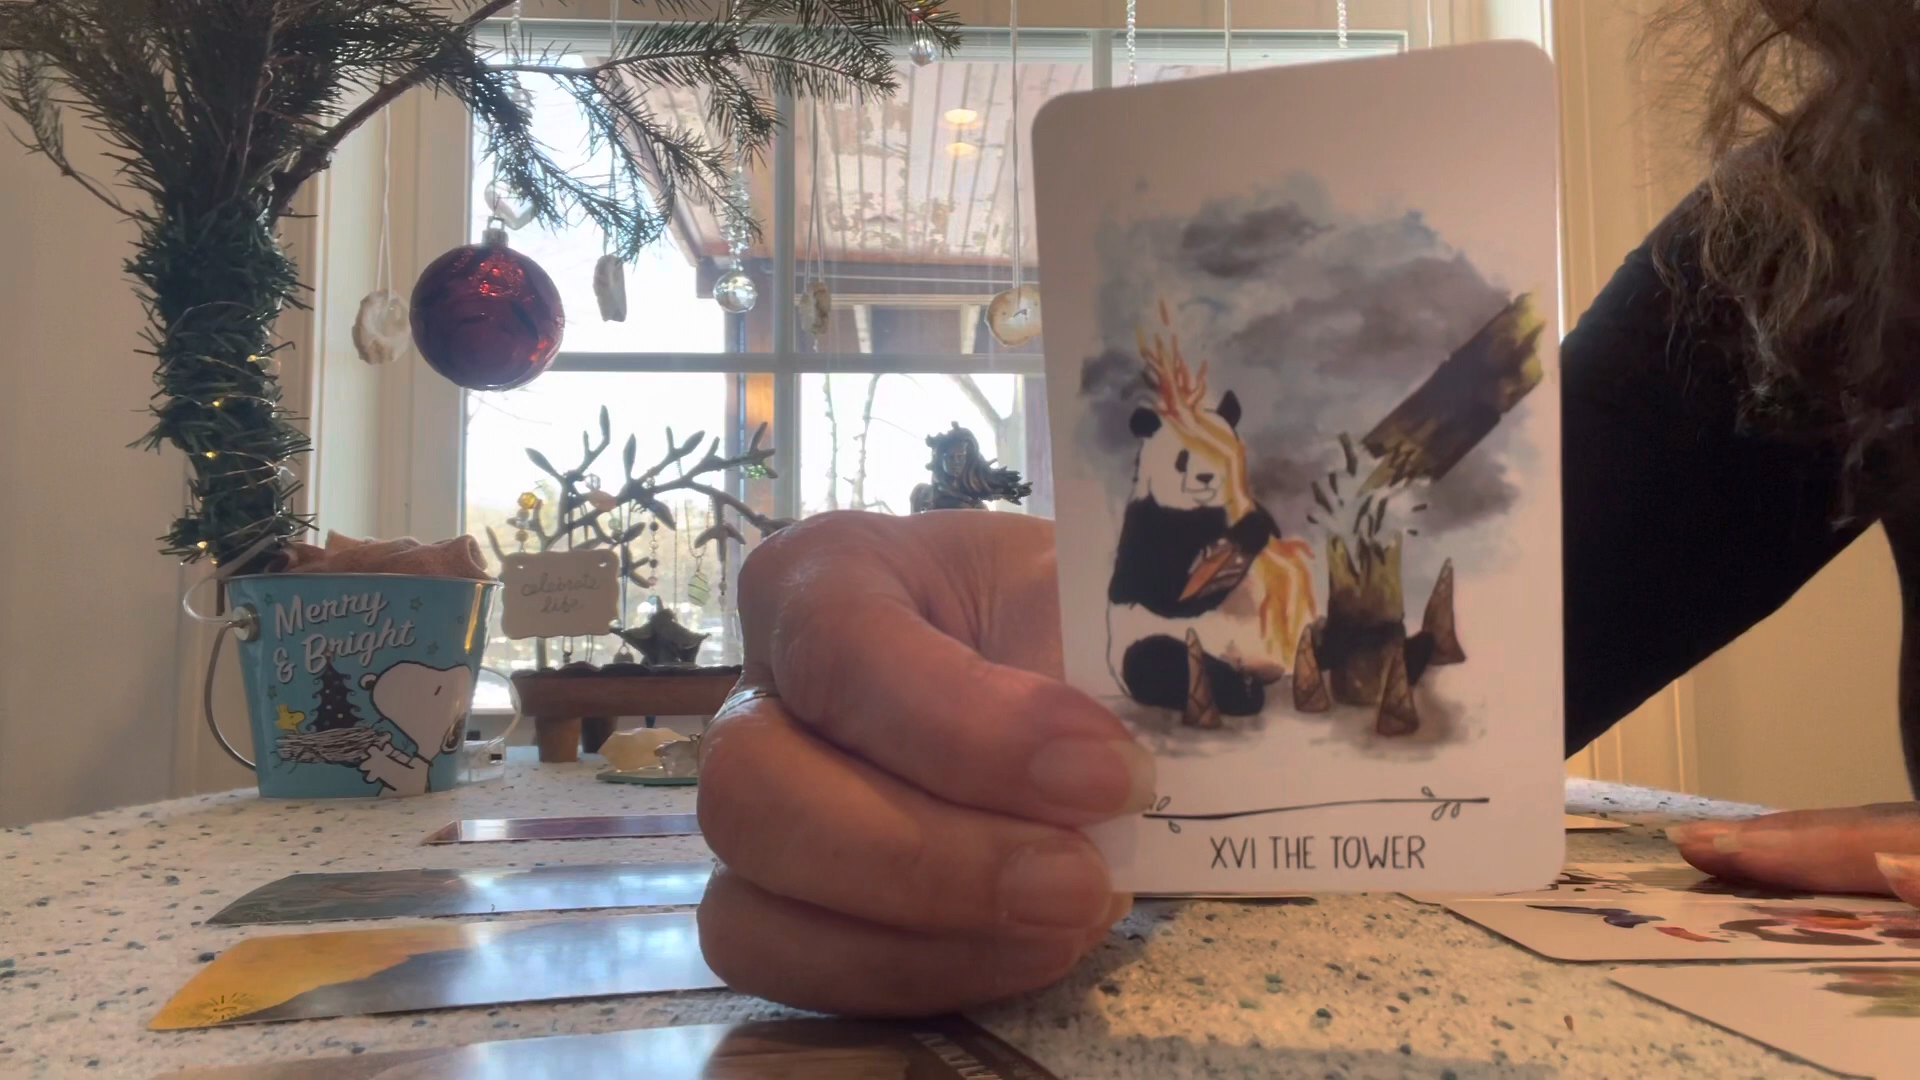 Merry
& Bright
celebrate
life
XVI THE TOWER